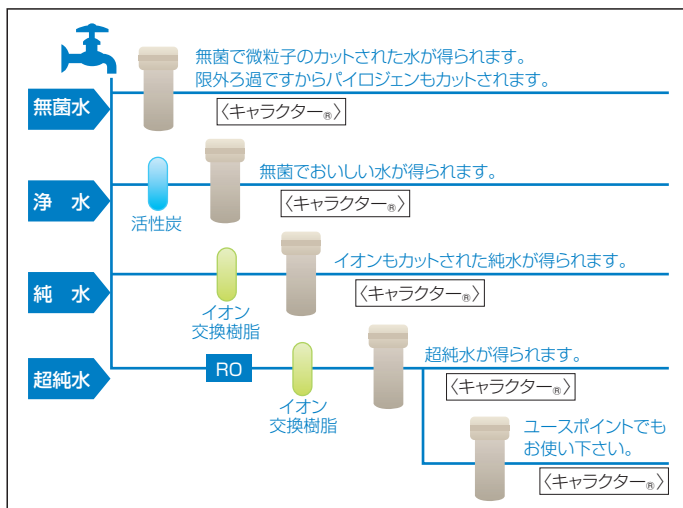 無菌で微粒子のカットされた水が得られます。
限外ろ過ですからパイロジェンもカットされます。
無菌水
〈キャラクター®〉
無菌でおいしい水が得られます。
浄 水
〈キャラクター®〉
活性炭
イオンもカットされた純水が得られます。
純 水
〈キャラクター®〉
イオン
交換樹脂
超純水が得られます。
超純水
RO
〈キャラクター®〉
イオン
交換樹脂
ユースポイントでも
お使い下さい。
〈キャラクター®〉